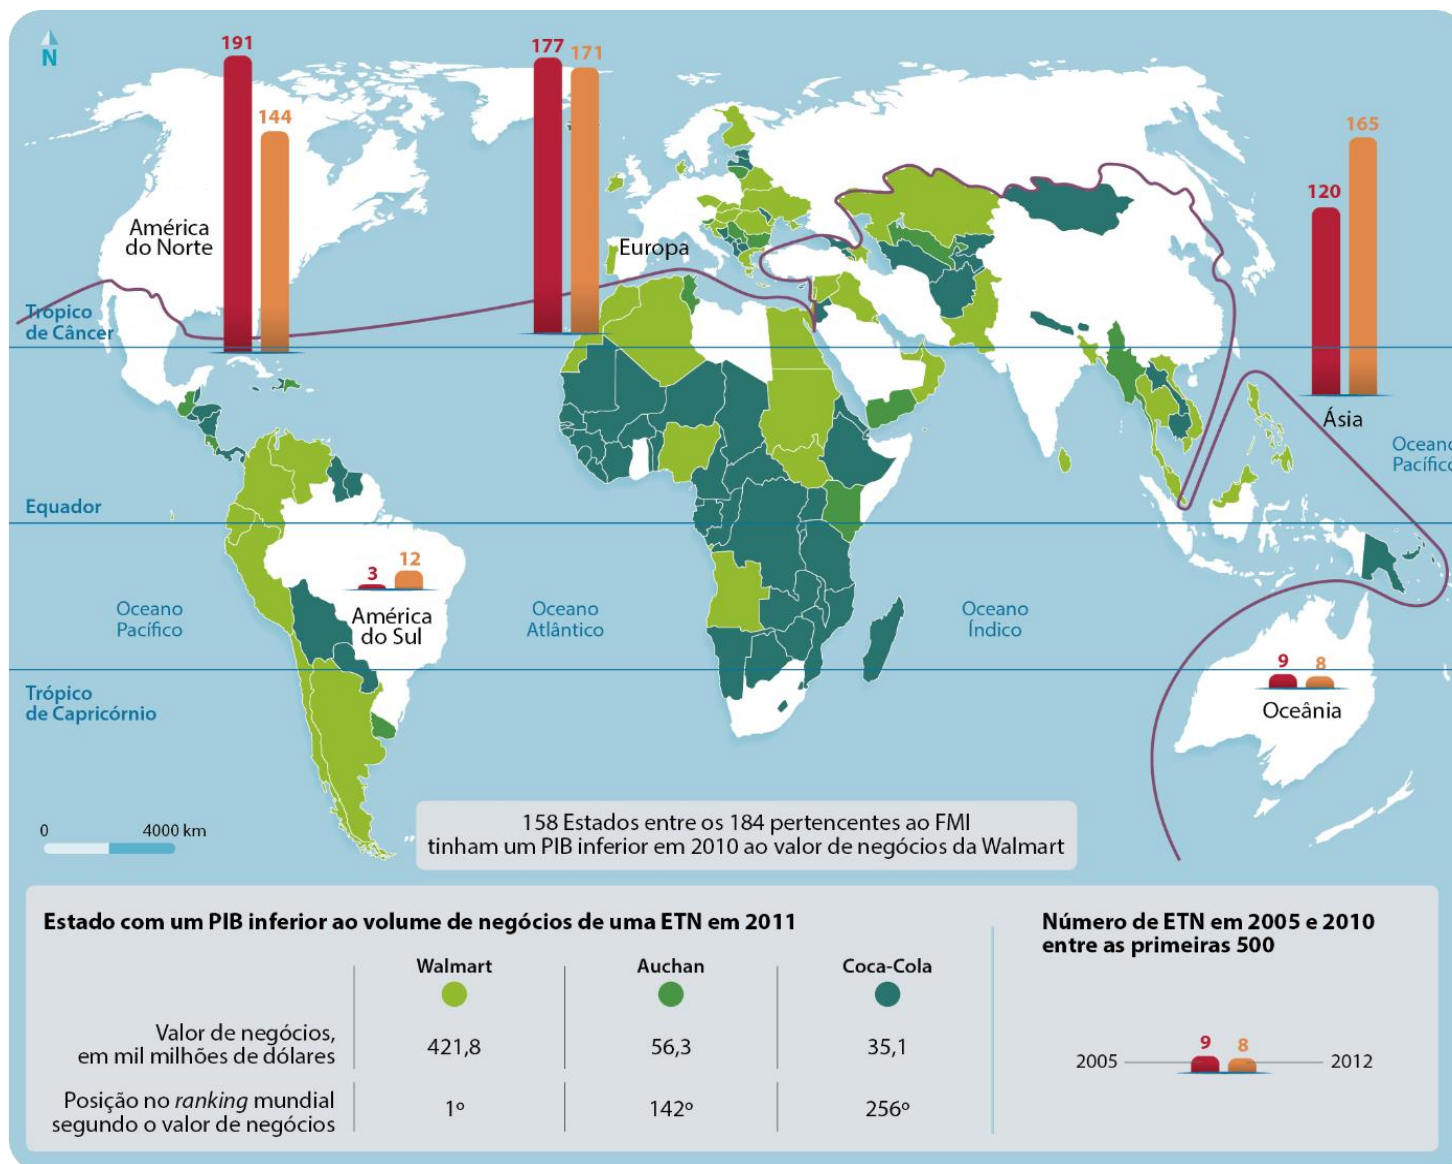 N
191
144
177
171
120
165
América
do Norte
Europa
Ásia
Trópico
de Câncer
Oceano
Pacífico
Equador
3
12
América
do Sul
Oceano
Pacífico
Oceano
Atlântico
Oceano
Índico
9
8
Oceânia
Trópico
de Capricórnio
0 4000 km
158 Estados entre os 184 pertencentes ao FMI
tinham um PIB inferior em 2010 ao valor de negócios da Walmart
Estado com um PIB inferior ao volume de negócios de uma ETN em 2011
Walmart Auchan Coca-Cola
Valor de negócios,
em mil milhões de dólares
421,8 56,3 35,1
Posição no ranking mundial
segundo o valor de negócios
1º 142º 256º
Número de ETN em 2005 e 2010
entre as primeiras 500
9 8
2005 2012